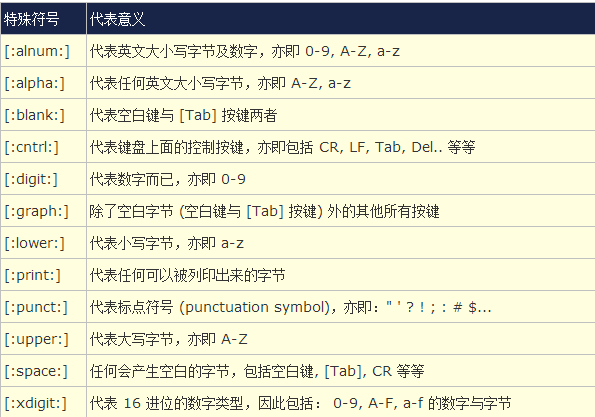 特殊符号 代表意义
[:alnum:] 代表英文大小写字节及数字，亦即 0-9, A-Z, a-z
[:alpha:] 代表任何英文大小写字节，亦即 A-Z, a-z
[:blank:] 代表空白键与 [Tab] 按键两者
[:cntrl:] 代表键盘上面的控制按键，亦即包括 CR, LF, Tab, Del.. 等等
[:digit:] 代表数字而已，亦即 0-9
[:graph:] 除了空白字节 (空白键与 [Tab] 按键) 外的其他所有按键
[:lower:] 代表小写字节，亦即 a-z
[:print:] 代表任何可以被列印出来的字节
[:punct:] 代表标点符号 (punctuation symbol)，亦即：" ' ? ! ; : # $...
[:upper:] 代表大写字节，亦即 A-Z
[:space:] 任何会产生空白的字节，包括空白键, [Tab], CR 等等
[:xdigit:] 代表 16 进位的数字类型，因此包括： 0-9, A-F, a-f 的数字与字节